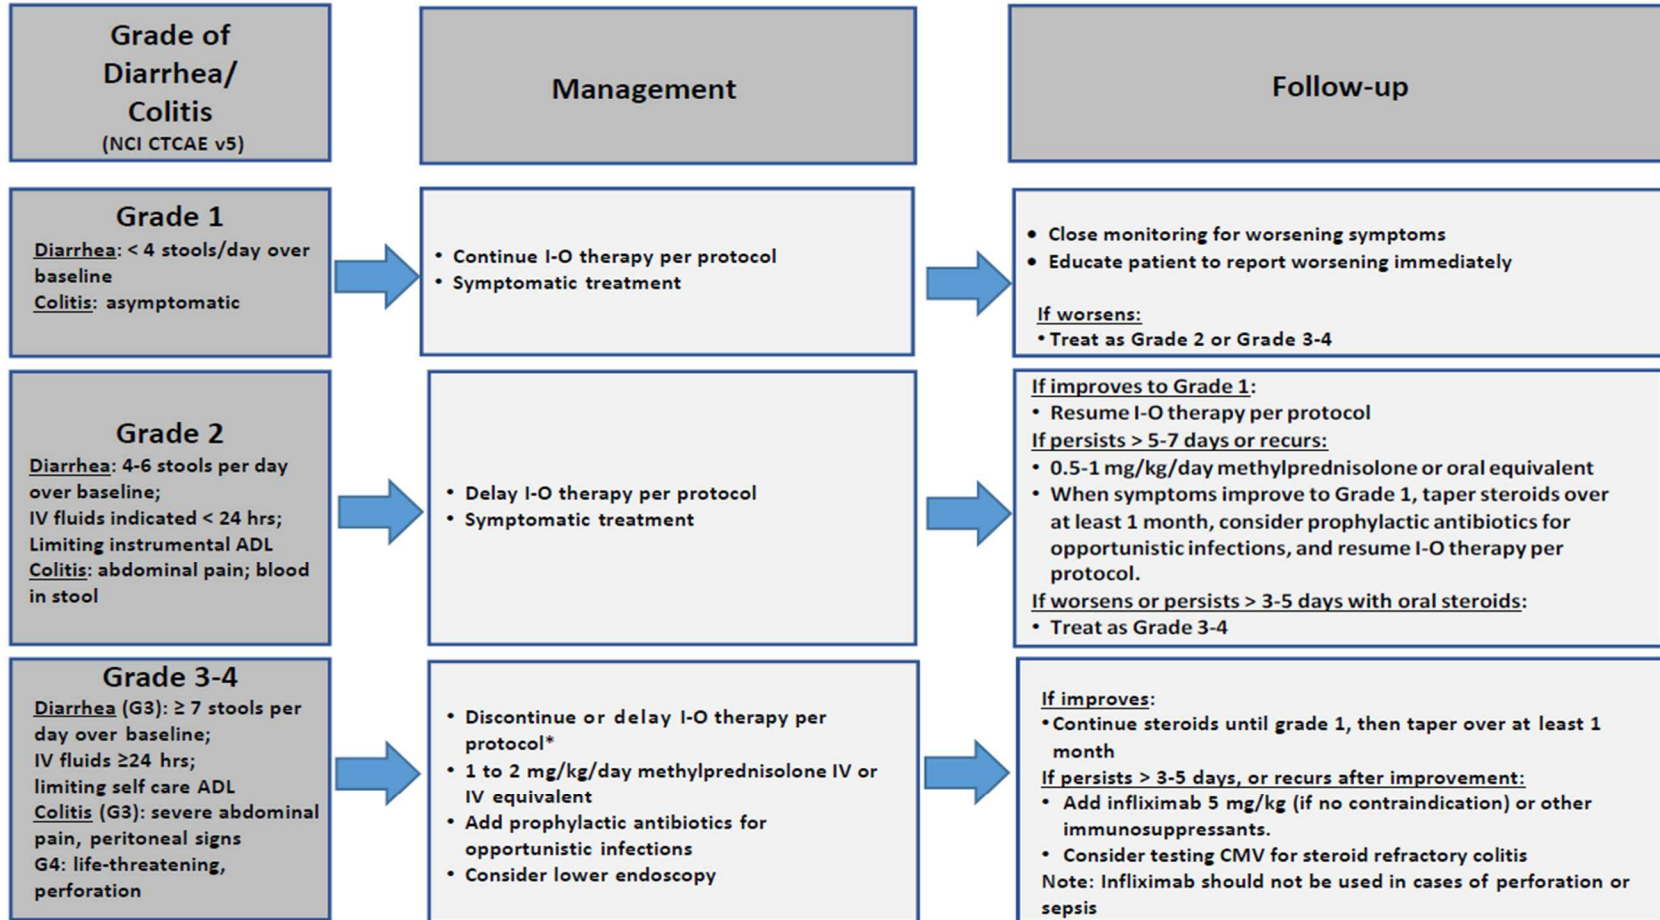 Grade of
Diarrhea/
Colitis
(NCI CTCAE v5)
Management
Follow-up
Grade 1
Diarrhea: < 4 stools/day over
baseline
Colitis: asymptomatic
• Continue I-O therapy per protocol
• Symptomatic treatment
• Close monitoring for worsening symptoms
• Educate patient to report worsening immediately
If worsens:
• Treat as Grade 2 or Grade 3-4
Grade 2
Diarrhea: 4-6 stools per day
over baseline;
IV fluids indicated < 24 hrs;
Limiting instrumental ADL
Colitis: abdominal pain; blood
in stool
• Delay I-O therapy per protocol
• Symptomatic treatment
If improves to Grade 1:
• Resume I-O therapy per protocol
If persists > 5-7 days or recurs:
• 0.5-1 mg/kg/day methylprednisolone or oral equivalent
• When symptoms improve to Grade 1, taper steroids over
at least 1 month, consider prophylactic antibiotics for
opportunistic infections, and resume I-O therapy per
protocol.
If worsens or persists > 3-5 days with oral steroids:
• Treat as Grade 3-4
Grade 3-4
Diarrhea (G3): ≥ 7 stools per
day over baseline;
IV fluids ≥24 hrs;
limiting self care ADL
Colitis (G3): severe abdominal
pain, peritoneal signs
G4: life-threatening,
perforation
• Discontinue or delay I-O therapy per
protocol*
• 1 to 2 mg/kg/day methylprednisolone IV or
IV equivalent
• Add prophylactic antibiotics for
opportunistic infections
• Consider lower endoscopy
If improves:
• Continue steroids until grade 1, then taper over at least 1
month
If persists > 3-5 days, or recurs after improvement:
• Add infliximab 5 mg/kg (if no contraindication) or other
immunosuppressants.
• Consider testing CMV for steroid refractory colitis
Note: Infliximab should not be used in cases of perforation or
sepsis